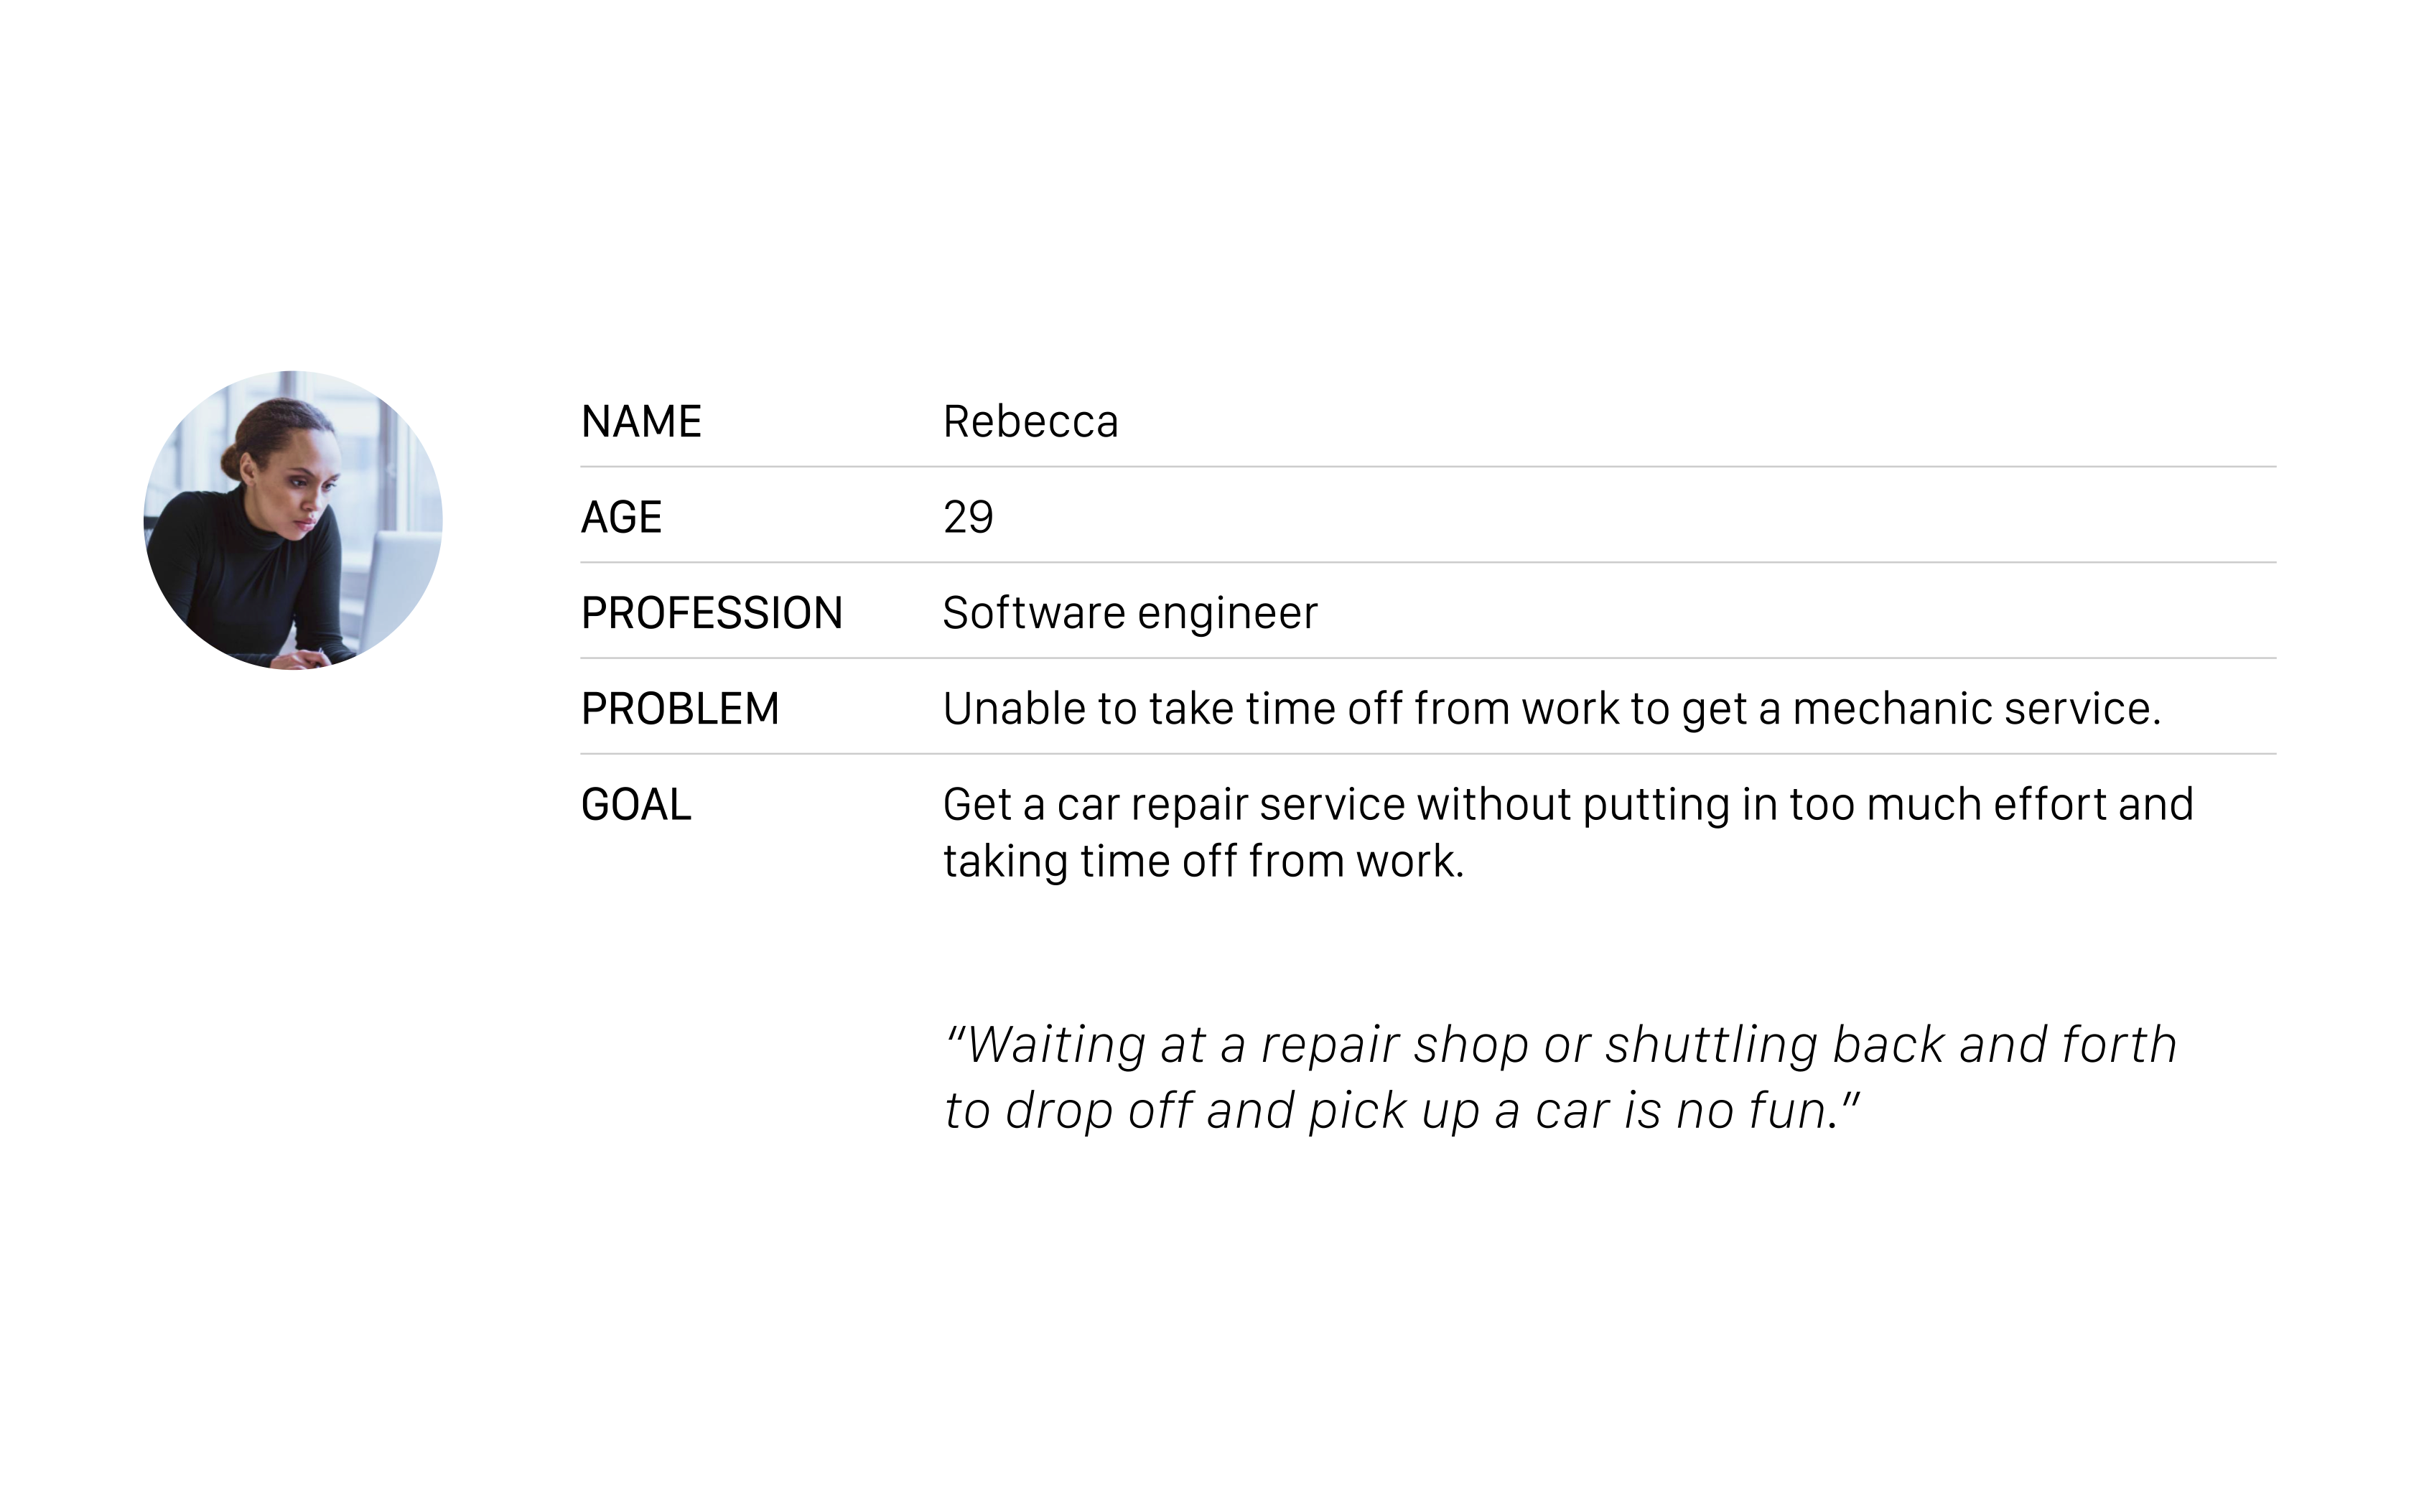 NAME Rebecca
AGE 29
PROFESSION Software engineer
PROBLEM Unable to take time off from work to get a mechanic service.
GOAL Get a car repair service without putting in too much effort and
taking time off from work.
“Waiting at a repair shop or shuttling back and forth
to drop off and pick up a car is no fun.”